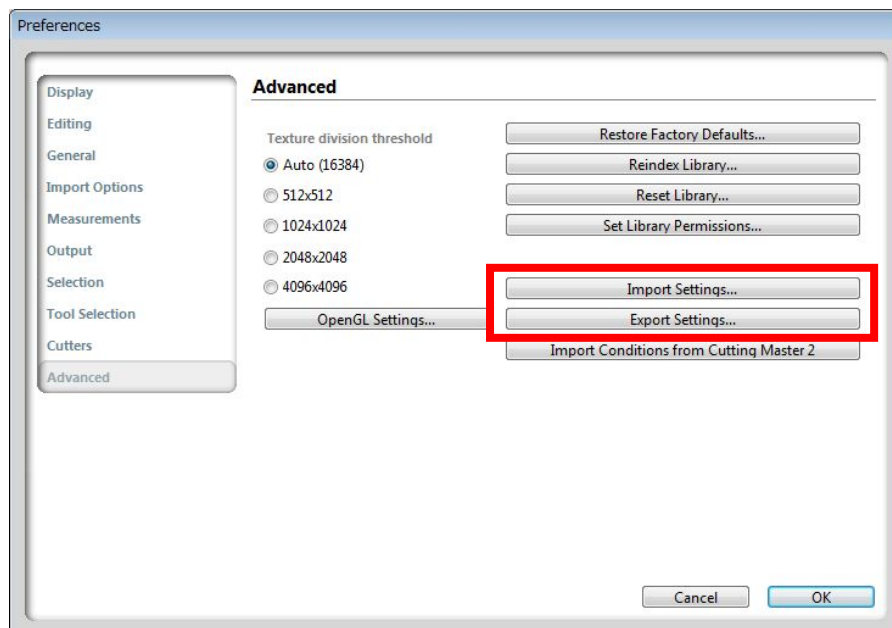 Preferences
Display
Editing
General
Import Options
Measurements
Output
Selection
Tool Selection
Cutters
Advanced
Advanced
Texture division threshold
Auto (16384)
512x512
1024x1024
2048x2048
4096x4096
OpenGL Settings...
Restore Factory Defaults...
Reindex Library...
Reset Library...
Set Library Permissions...
Import Settings...
Export Settings...
Import Conditions from Cutting Master 2
Cancel
OK